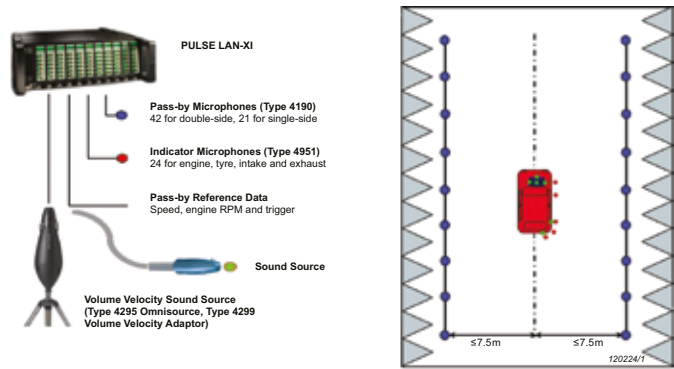 PULSE LAN-XI
Pass-by Microphones (Type 4190)
42 for double-side, 21 for single-side
Indicator Microphones (Type 4951)
24 for engine, tyre, intake and exhaust
Pass-by Reference Data
Speed, engine RPM and trigger
Sound Source
Volume Velocity Sound Source
(Type 4295 Omnisource, Type 4299
Volume Velocity Adaptor)
≤7.5m
≤7.5m
120224/1